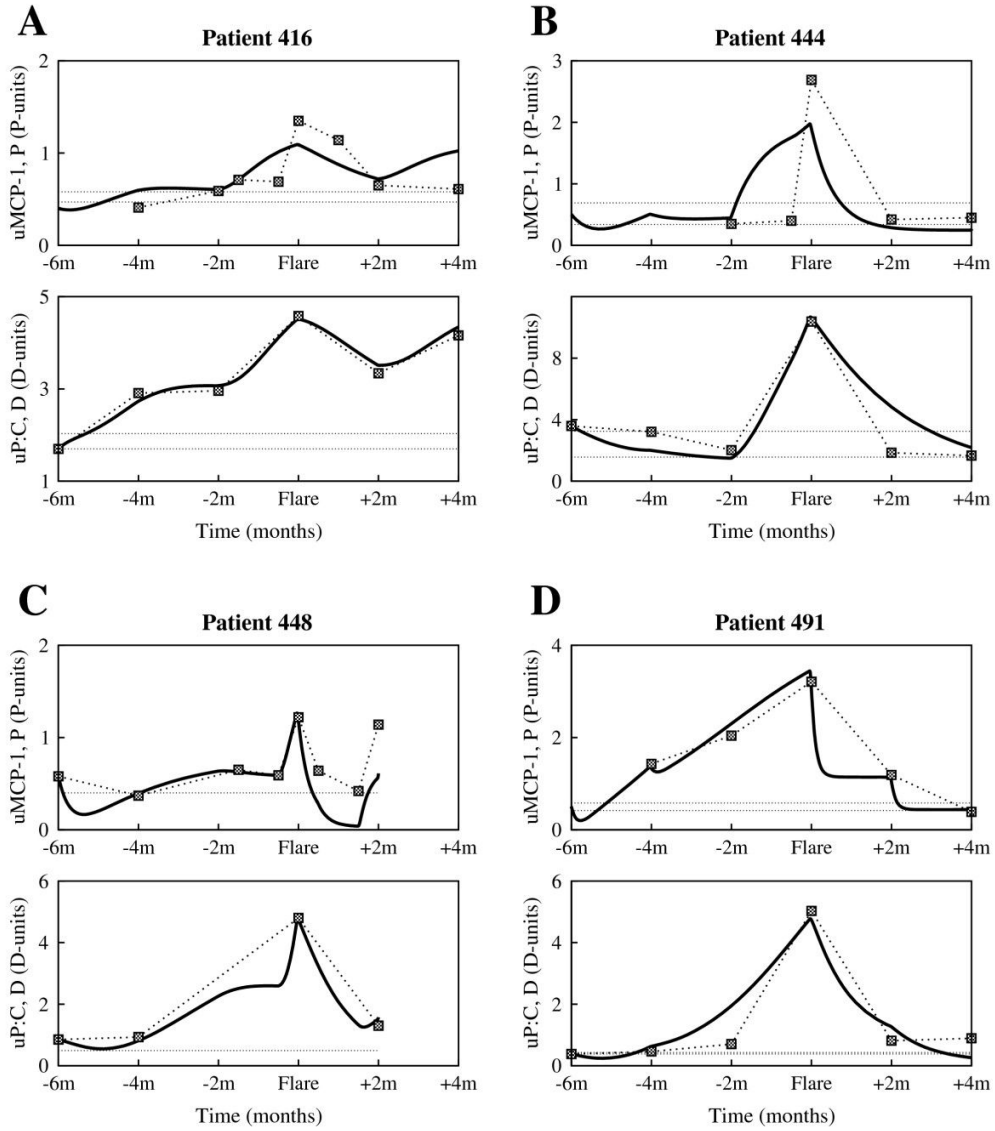 A
Patient 416
uMCP-1, P (P-units)
2
1
0
-6m -4m -2m Flare +2m +4m
uP:C, D (D-units)
5
3
1
-6m -4m -2m Flare +2m +4m
Time (months)
B
Patient 444
uMCP-1, P (P-units)
3
2
1
0
-6m -4m -2m Flare +2m +4m
uP:C, D (D-units)
8
4
0
-6m -4m -2m Flare +2m +4m
Time (months)
C
Patient 448
uMCP-1, P (P-units)
2
1
0
-6m -4m -2m Flare +2m +4m
uP:C, D (D-units)
6
4
2
0
-6m -4m -2m Flare +2m +4m
Time (months)
D
Patient 491
uMCP-1, P (P-units)
4
2
0
-6m -4m -2m Flare +2m +4m
uP:C, D (D-units)
6
4
2
0
-6m -4m -2m Flare +2m +4m
Time (months)